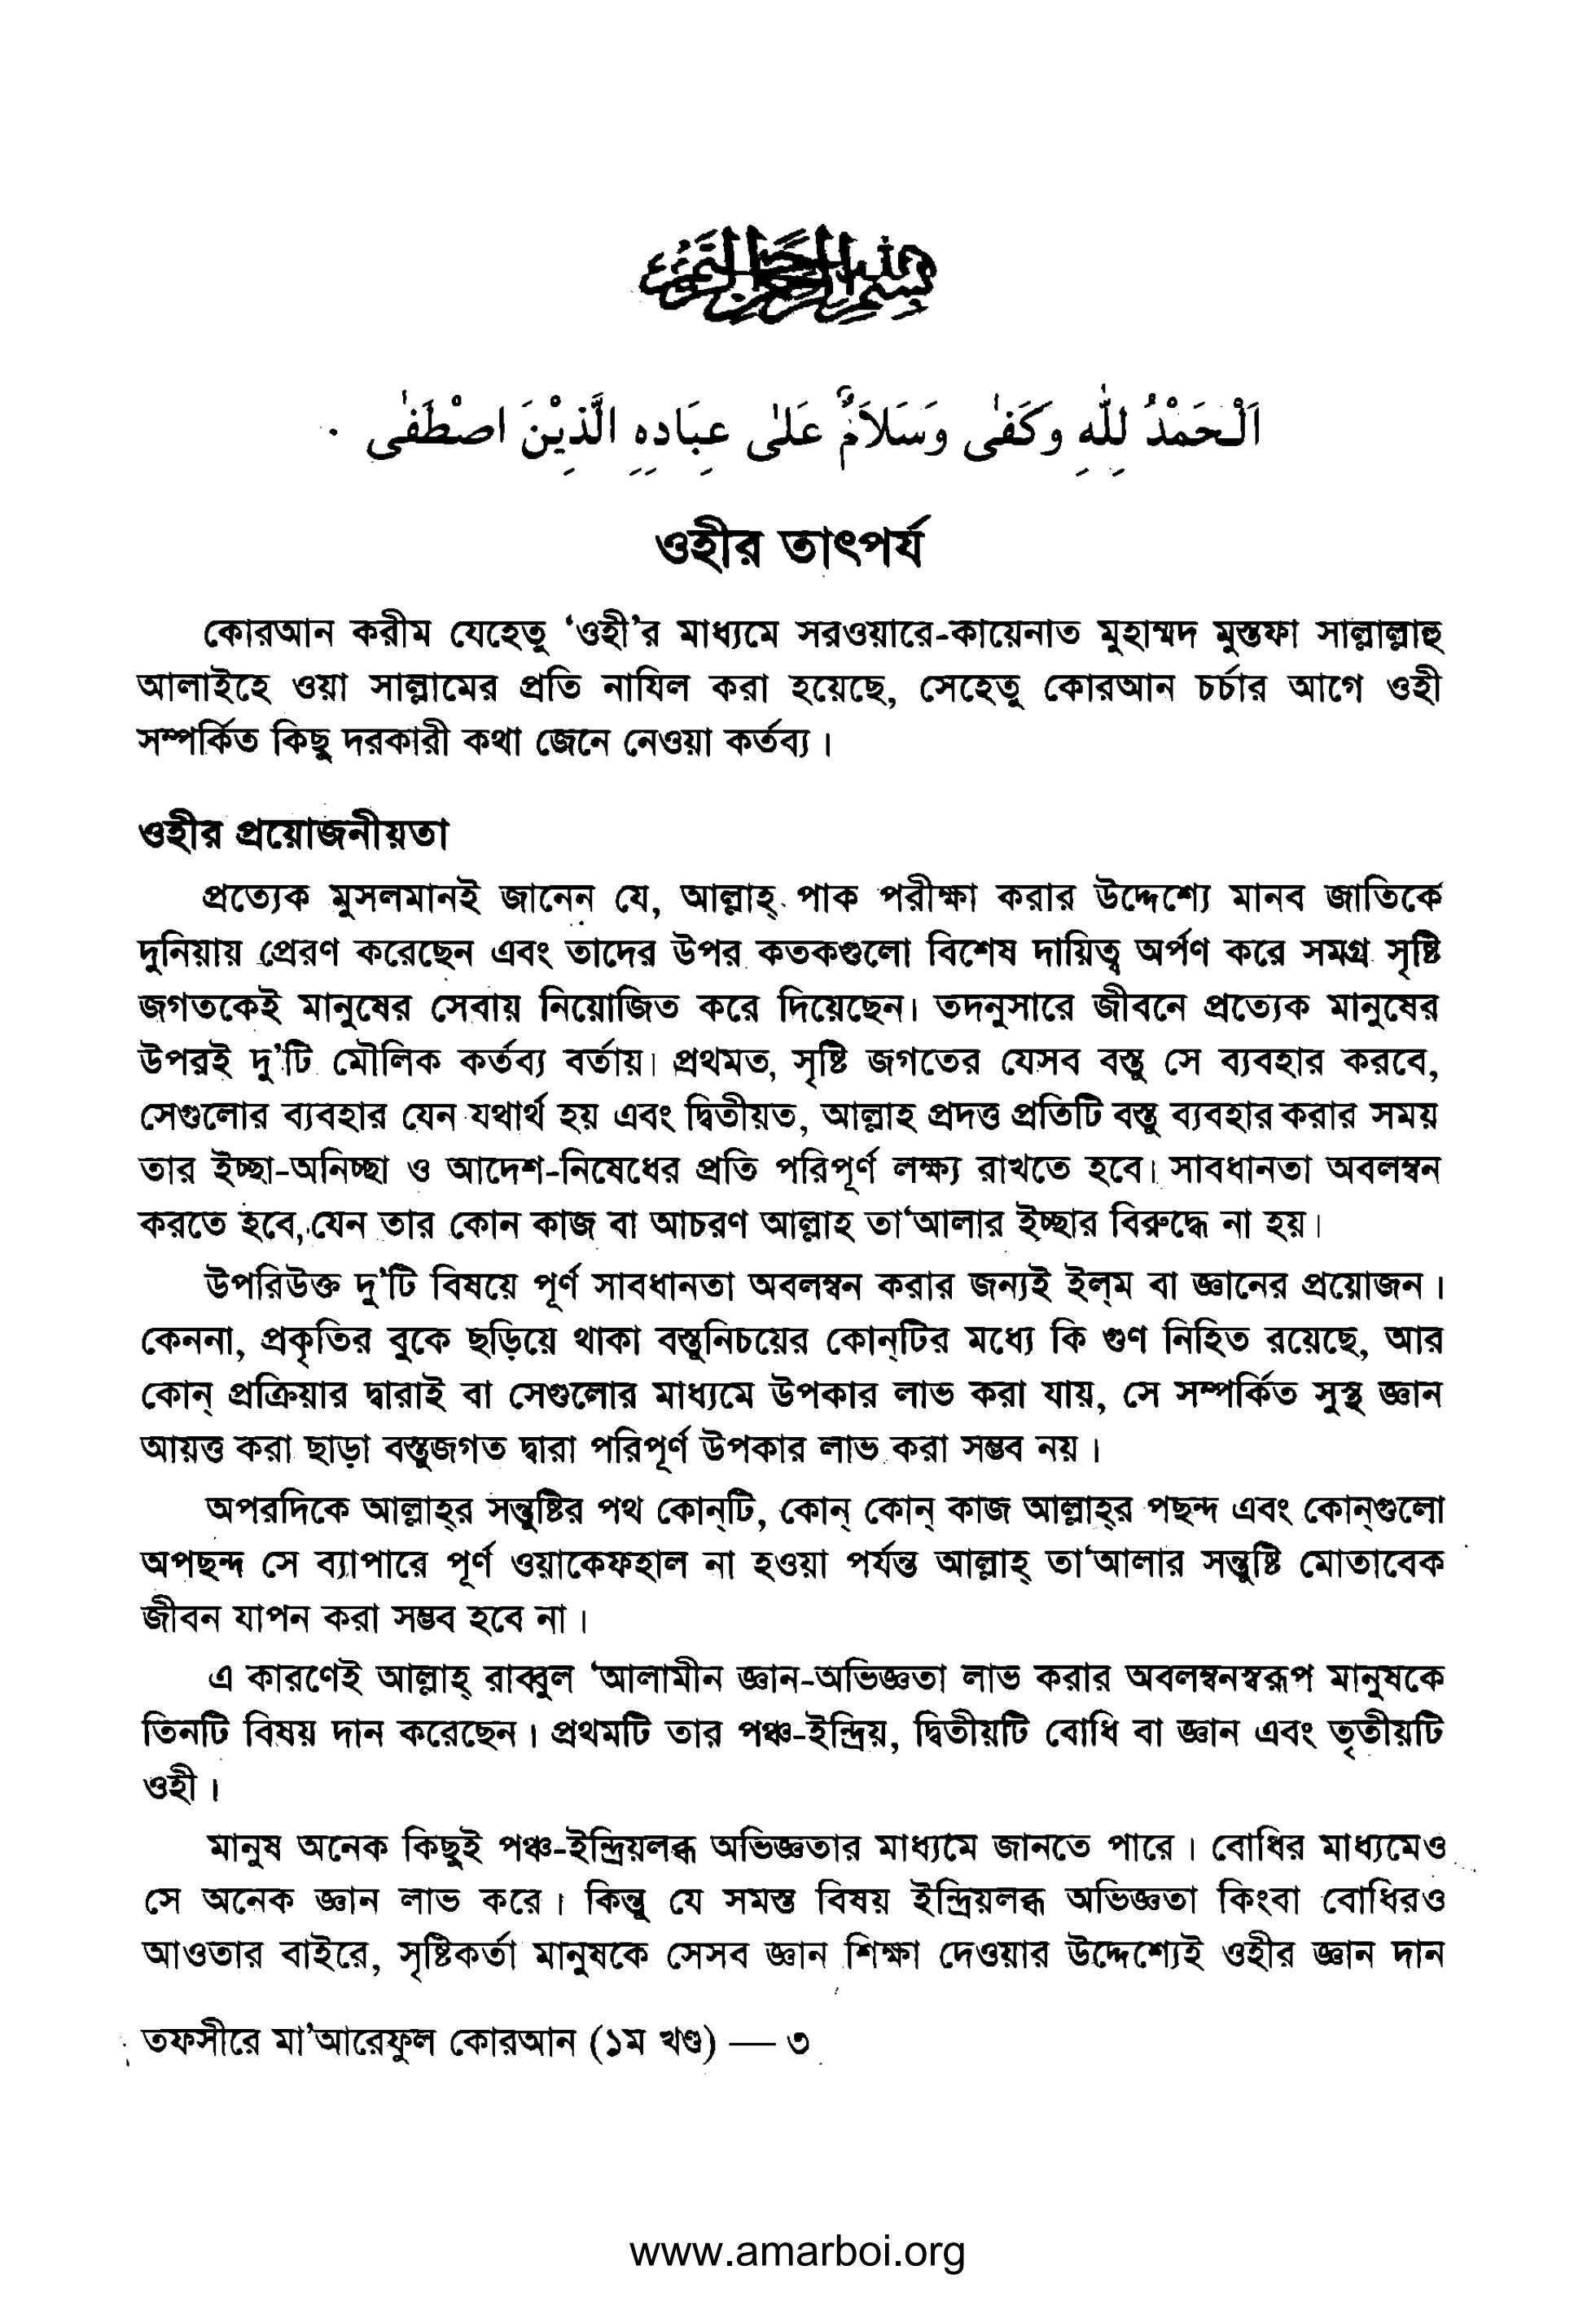 بسم الله الرحمن الرحيم
اَلْحَمْدُ لِلّٰهِ وَكَفٰى وَسَلاَمٌ عَلٰى عِبَادِهِ الَّذِيْنَ اصْطَفٰى ·
ওহীর তাৎপর্য
কোরআন করীম যেহেতু ‘ওহী’র মাধ্যমে সরওয়ারে-কায়েনাত মুহাম্মদ মুস্তফা সাল্লাল্লাহু
আলাইহে ওয়া সাল্লামের প্রতি নাযিল করা হয়েছে, সেহেতু কোরআন চর্চার আগে ওহী
সম্পর্কিত কিছু দরকারী কথা জেনে নেওয়া কর্তব্য।
ওহীর প্রয়োজনীয়তা
প্রত্যেক মুসলমানই জানেন যে, আল্লাহ্ পাক পরীক্ষা করার উদ্দেশ্যে মানব জাতিকে
দুনিয়ায় প্রেরণ করেছেন এবং তাদের উপর কতকগুলো বিশেষ দায়িত্ব অর্পণ করে সমগ্র সৃষ্টি
জগতকেই মানুষের সেবায় নিয়োজিত করে দিয়েছেন। তদনুসারে জীবনে প্রত্যেক মানুষের
উপরই দু’টি মৌলিক কর্তব্য বর্তায়। প্রথমত, সৃষ্টি জগতের যেসব বস্তু সে ব্যবহার করবে,
সেগুলোর ব্যবহার যেন যথার্থ হয় এবং দ্বিতীয়ত, আল্লাহ প্রদত্ত প্রতিটি বস্তু ব্যবহার করার সময়
তার ইচ্ছা-অনিচ্ছা ও আদেশ-নিষেধের প্রতি পরিপূর্ণ লক্ষ্য রাখতে হবে। সাবধানতা অবলম্বন
করতে হবে, যেন তার কোন কাজ বা আচরণ আল্লাহ তা‘আলার ইচ্ছার বিরুদ্ধে না হয়।
উপরিউক্ত দু’টি বিষয়ে পূর্ণ সাবধানতা অবলম্বন করার জন্যই ইল্‌ম বা জ্ঞানের প্রয়োজন।
কেননা, প্রকৃতির বুকে ছড়িয়ে থাকা বস্তুনিচয়ের কোন্‌টির মধ্যে কি গুণ নিহিত রয়েছে, আর
কোন্ প্রক্রিয়ার দ্বারাই বা সেগুলোর মাধ্যমে উপকার লাভ করা যায়, সে সম্পর্কিত সুস্থ জ্ঞান
আয়ত্ত করা ছাড়া বস্তুজগত দ্বারা পরিপূর্ণ উপকার লাভ করা সম্ভব নয়।
অপরদিকে আল্লাহ্‌র সন্তুষ্টির পথ কোন্‌টি, কোন্ কোন্ কাজ আল্লাহ্‌র পছন্দ এবং কোন্‌গুলো
অপছন্দ সে ব্যাপারে পূর্ণ ওয়াকেফহাল না হওয়া পর্যন্ত আল্লাহ্ তা‘আলার সন্তুষ্টি মোতাবেক
জীবন যাপন করা সম্ভব হবে না।
এ কারণেই আল্লাহ্ রাব্বুল ‘আলামীন জ্ঞান-অভিজ্ঞতা লাভ করার অবলম্বনস্বরূপ মানুষকে
তিনটি বিষয় দান করেছেন। প্রথমটি তার পঞ্চ-ইন্দ্রিয়, দ্বিতীয়টি বোধি বা জ্ঞান এবং তৃতীয়টি
ওহী।
মানুষ অনেক কিছুই পঞ্চ-ইন্দ্রিয়লব্ধ অভিজ্ঞতার মাধ্যমে জানতে পারে। বোধির মাধ্যমেও
সে অনেক জ্ঞান লাভ করে। কিন্তু যে সমস্ত বিষয় ইন্দ্রিয়লব্ধ অভিজ্ঞতা কিংবা বোধিরও
আওতার বাইরে, সৃষ্টিকর্তা মানুষকে সেসব জ্ঞান শিক্ষা দেওয়ার উদ্দেশ্যেই ওহীর জ্ঞান দান
তফসীরে মা’আরেফুল কোরআন (১ম খণ্ড) — ৩
www.amarboi.org